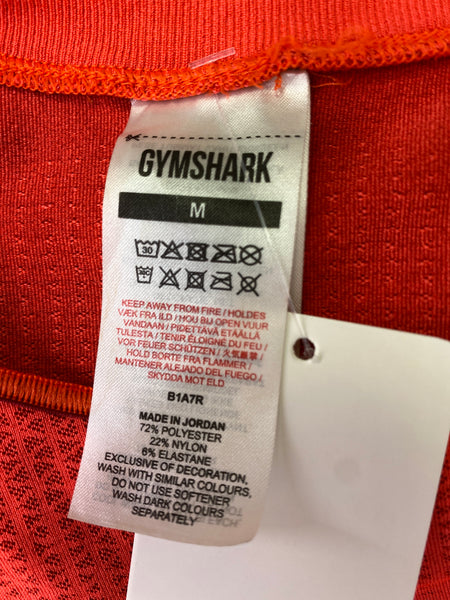 GYMSHARK
M
30
KEEP AWAY FROM FIRE / HOLDES
VÆK FRA ILD / HOU BIJ OPEN VUUR
VANDAAN / PIDETTÄVÄ ETÄÄLLÄ
TULESTA / TENIR ÉLOIGNÉ DU FEU /
VOR FEUER SCHÜTZEN / 火気厳禁 /
HOLD BORTE FRA FLAMMER /
MANTENER ALEJADO DEL FUEGO /
SKYDDA MOT ELD
B1A7R
MADE IN JORDAN
72% POLYESTER
22% NYLON
6% ELASTANE
EXCLUSIVE OF DECORATION.
WASH WITH SIMILAR COLOURS.
DO NOT USE SOFTENER
WASH DARK COLOURS
SEPARATELY